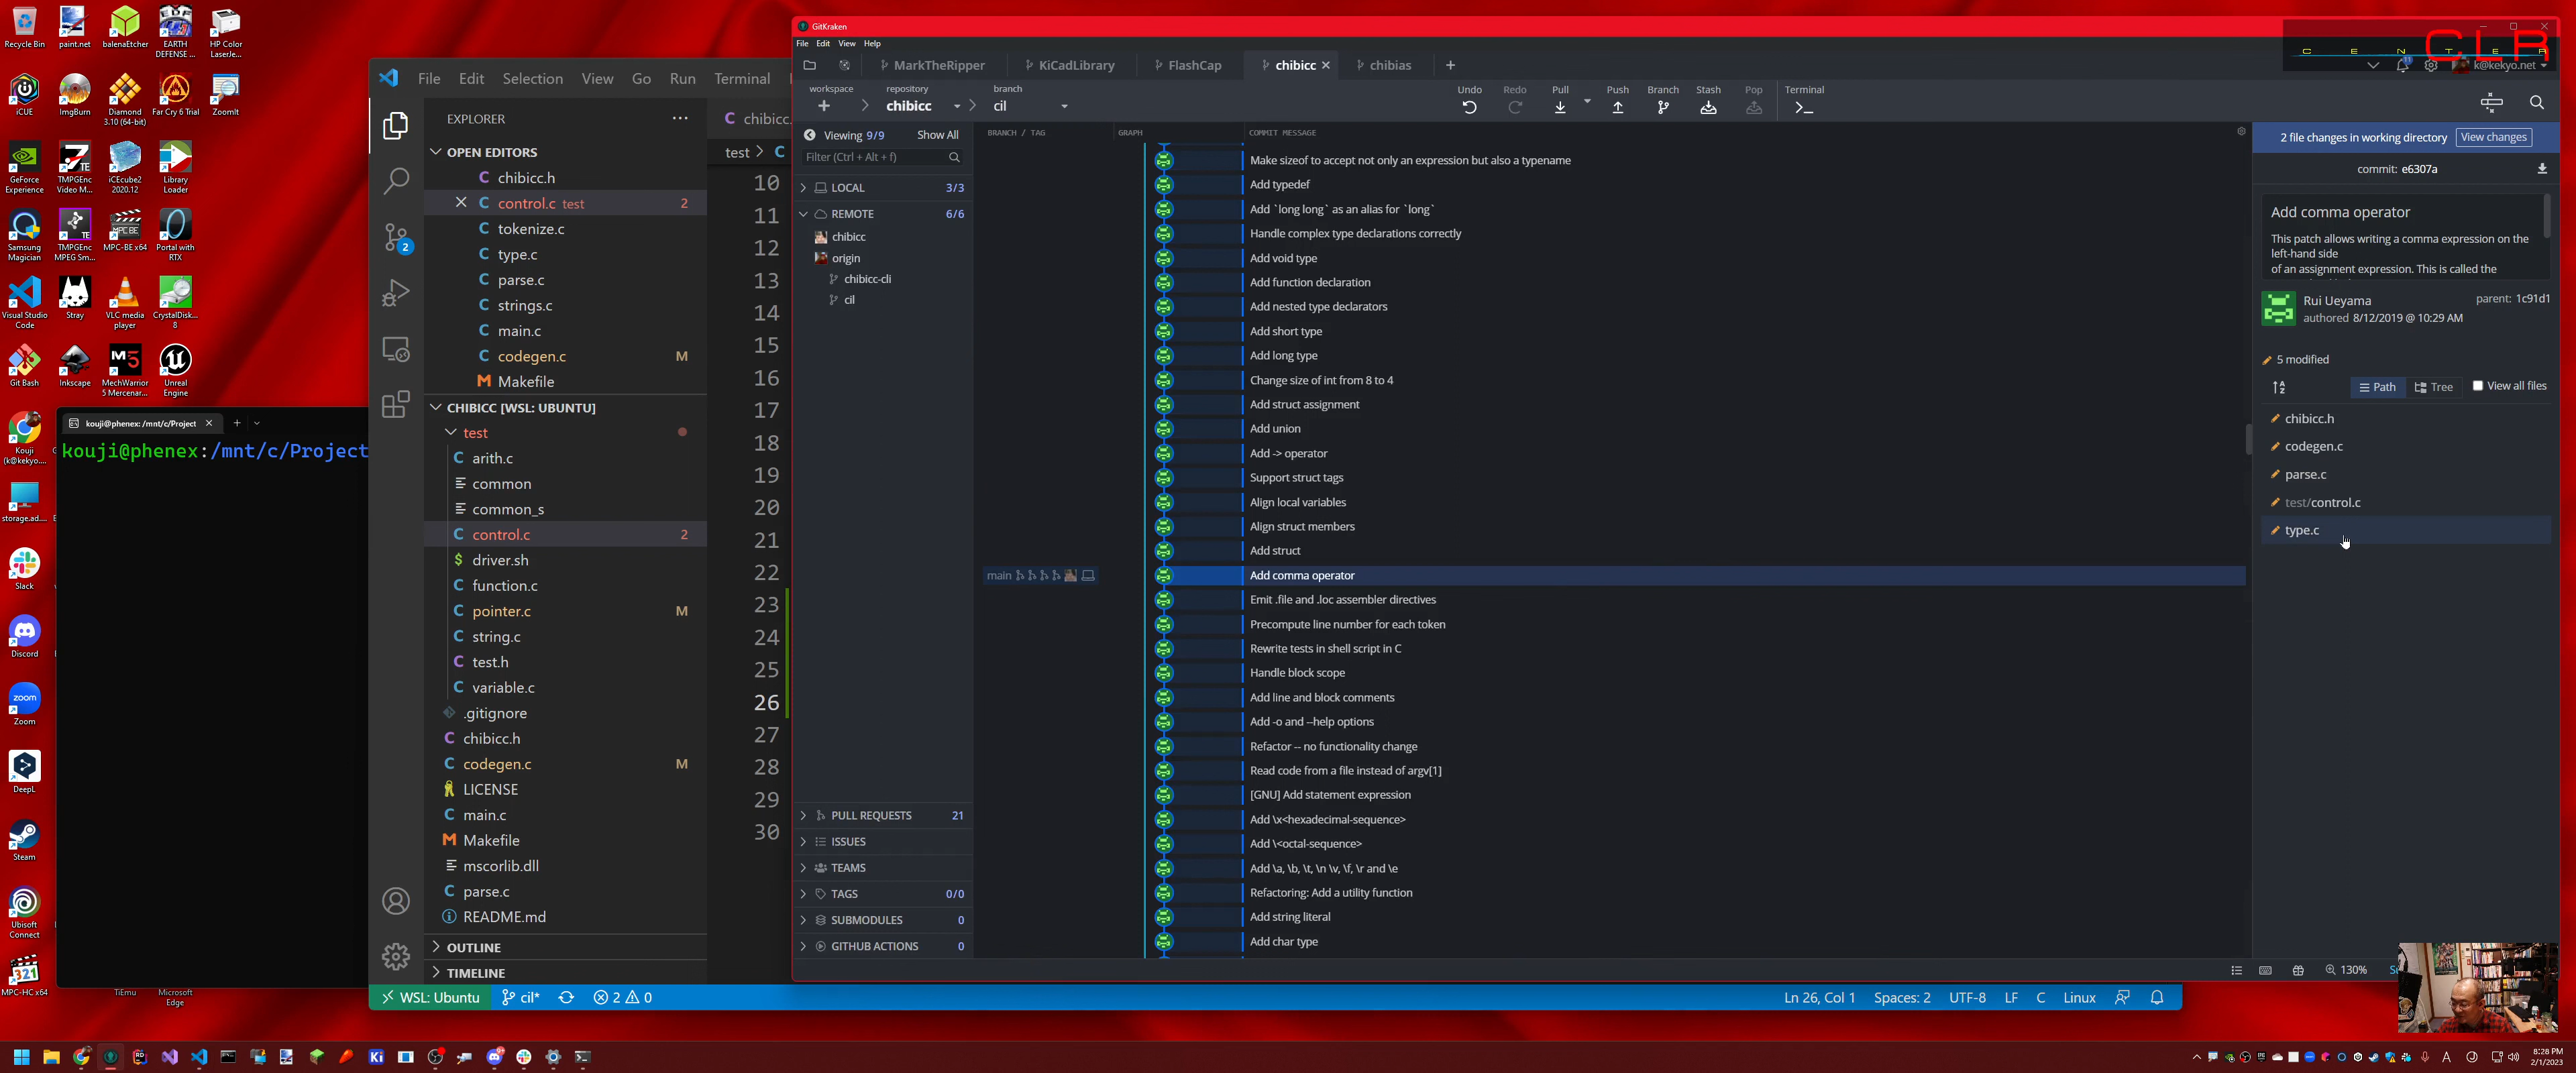 Recycle Bin
paint.net
balenaEtcher
EARTH DEFENSE ...
HP Color LaserJe...
iCUE
ImgBurn
Diamond 3.10 (64-bit)
Far Cry 6 Trial
ZoomIt
GeForce Experience
TMPGEnc Video M...
iCEcube2 2020.12
Library Loader
Samsung Magician
TMPGEnc MPEG Sm...
MPC-BE x64
Portal with RTX
Visual Studio Code
Stray
VLC media player
CrystalDisk... 8
Git Bash
Inkscape
MechWarrior 5 Mercenar...
Unreal Engine
Kouji (k@kekyo....
storage.ad....
Slack
Discord
Zoom
DeepL
Steam
Ubisoft Connect
MPC-HC x64
TiEmu
Microsoft Edge
kouji@phenex: /mnt/c/Project
kouji@phenex:/mnt/c/Project
File Edit Selection View Go Run Terminal
EXPLORER
OPEN EDITORS
chibicc.h
control.c test 2
tokenize.c
type.c
parse.c
strings.c
main.c
codegen.c M
Makefile
CHIBICC [WSL: UBUNTU]
test
arith.c
common
common_s
control.c 2
driver.sh
function.c
pointer.c M
string.c
test.h
variable.c
.gitignore
chibicc.h
codegen.c M
LICENSE
main.c
Makefile
mscorlib.dll
parse.c
README.md
OUTLINE
TIMELINE
chibicc.
test > C
10
11
12
13
14
15
16
17
18
19
20
21
22
23
24
25
26
27
28
29
30
WSL: Ubuntu cil* 2 0
Ln 26, Col 1 Spaces: 2 UTF-8 LF C Linux
GitKraken
File Edit View Help
MarkTheRipper KiCadLibrary FlashCap chibicc chibias
k@kekyo.net
CENTER CLR
workspace repository branch
chibicc cil
Undo Redo Pull Push Branch Stash Pop Terminal
Viewing 9/9 Show All
Filter (Ctrl + Alt + f)
LOCAL 3/3
REMOTE 6/6
chibicc
origin
chibicc-cli
cil
PULL REQUESTS 21
ISSUES
TEAMS
TAGS 0/0
SUBMODULES 0
GITHUB ACTIONS 0
BRANCH / TAG GRAPH COMMIT MESSAGE
Make sizeof to accept not only an expression but also a typename
Add typedef
Add `long long` as an alias for `long`
Handle complex type declarations correctly
Add void type
Add function declaration
Add nested type declarators
Add short type
Add long type
Change size of int from 8 to 4
Add struct assignment
Add union
Add -> operator
Support struct tags
Align local variables
Align struct members
Add struct
main Add comma operator
Emit .file and .loc assembler directives
Precompute line number for each token
Rewrite tests in shell script in C
Handle block scope
Add line and block comments
Add -o and --help options
Refactor -- no functionality change
Read code from a file instead of argv[1]
[GNU] Add statement expression
Add \x<hexadecimal-sequence>
Add \<octal-sequence>
Add \a, \b, \t, \n \v, \f, \r and \e
Refactoring: Add a utility function
Add string literal
Add char type
2 file changes in working directory View changes
commit: e6307a
Add comma operator
This patch allows writing a comma expression on the
left-hand side
of an assignment expression. This is called the
Rui Ueyama parent: 1c91d1
authored 8/12/2019 @ 10:29 AM
5 modified
Path Tree View all files
chibicc.h
codegen.c
parse.c
test/control.c
type.c
130%
8:28 PM
2/1/2023